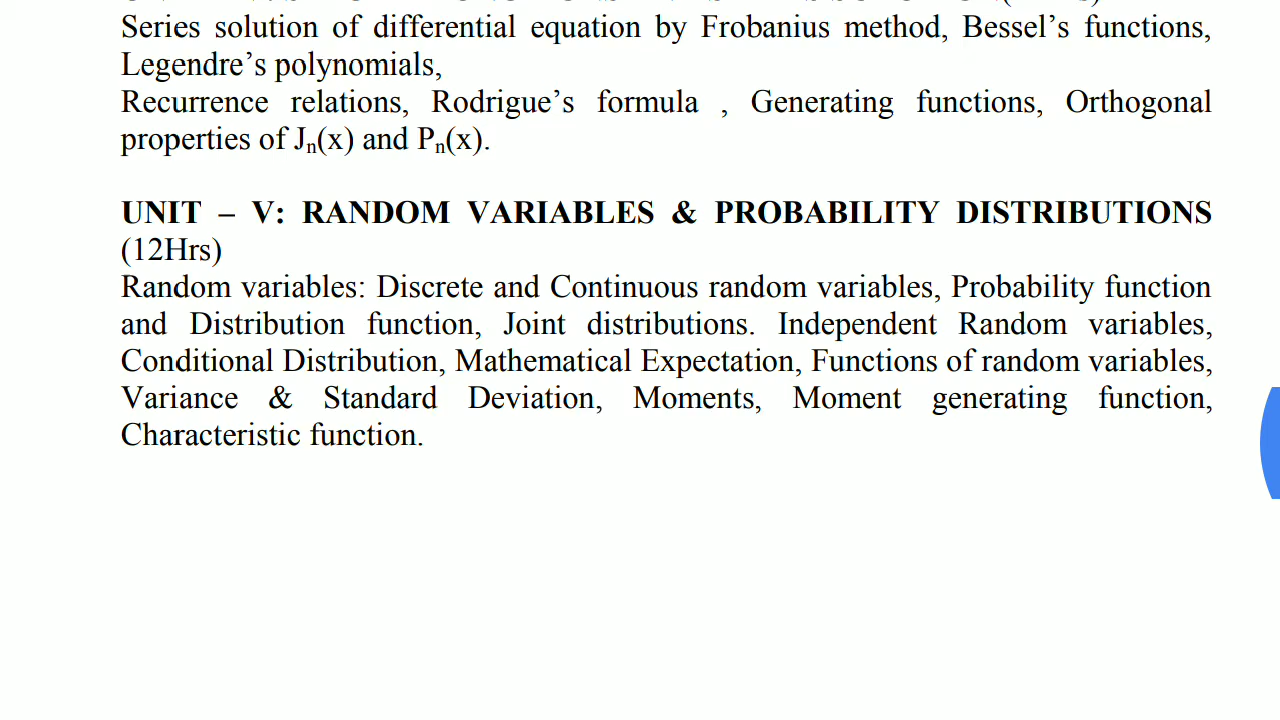 Series solution of differential equation by Frobanius method, Bessel's functions,
Legendre's polynomials,
Recurrence relations, Rodrigue's formula , Generating functions, Orthogonal
properties of Jn(x) and Pn(x).
UNIT – V: RANDOM VARIABLES & PROBABILITY DISTRIBUTIONS
(12Hrs)
Random variables: Discrete and Continuous random variables, Probability function
and Distribution function, Joint distributions. Independent Random variables,
Conditional Distribution, Mathematical Expectation, Functions of random variables,
Variance & Standard Deviation, Moments, Moment generating function,
Characteristic function.